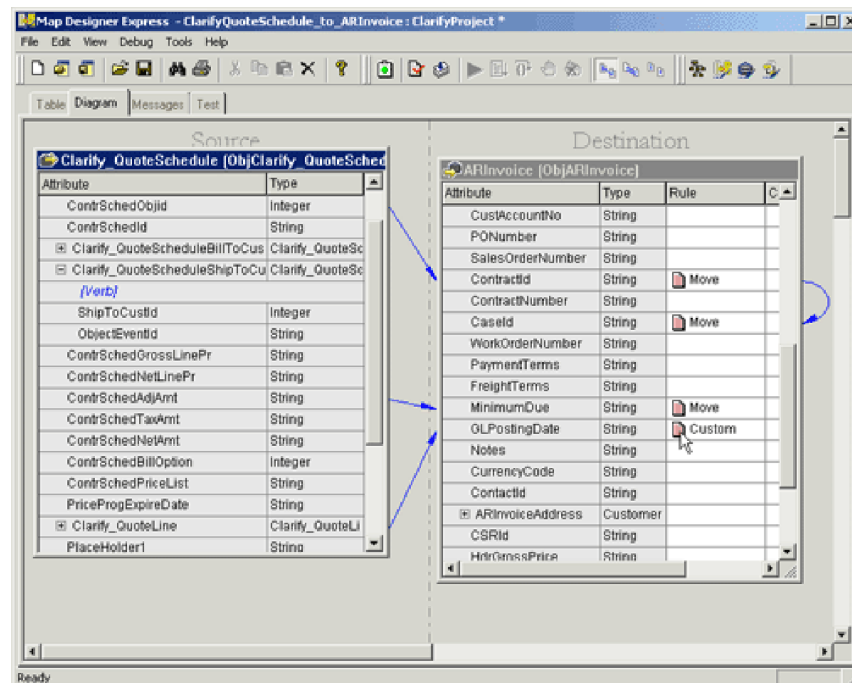 Map Designer Express - ClarifyQuoteSchedule_to_ARInvoice : ClarifyProject *
File Edit View Debug Tools Help
Table Diagram Messages Test
Source Destination
Clarify_QuoteSchedule (ObjClarify_QuoteSched
Attribute Type
ContrSchedObjid Integer
ContrSchedId String
Clarify_QuoteScheduleBillToCus Clarify_QuoteSc
Clarify_QuoteScheduleShipToCu Clarify_QuoteSc
[Verb]
ShipToCustId Integer
ObjectEventId String
ContrSchedGrossLinePr String
ContrSchedNetLinePr String
ContrSchedAdjAmt String
ContrSchedTaxAmt String
ContrSchedNetAmt String
ContrSchedBillOption Integer
ContrSchedPriceList String
PriceProgExpireDate String
Clarify_QuoteLine Clarify_QuoteLi
PlaceHolder1 String
ARInvoice [ObjARInvoice]
Attribute Type Rule C
CustAccountNo String
PONumber String
SalesOrderNumber String
ContractId String Move
ContractNumber String
CaseId String Move
WorkOrderNumber String
PaymentTerms String
FreightTerms String
MinimumDue String Move
GLPostingDate String Custom
Notes String
CurrencyCode String
ContactId String
ARInvoiceAddress Customer
CSRId String
HdrGrossPrice String
Ready